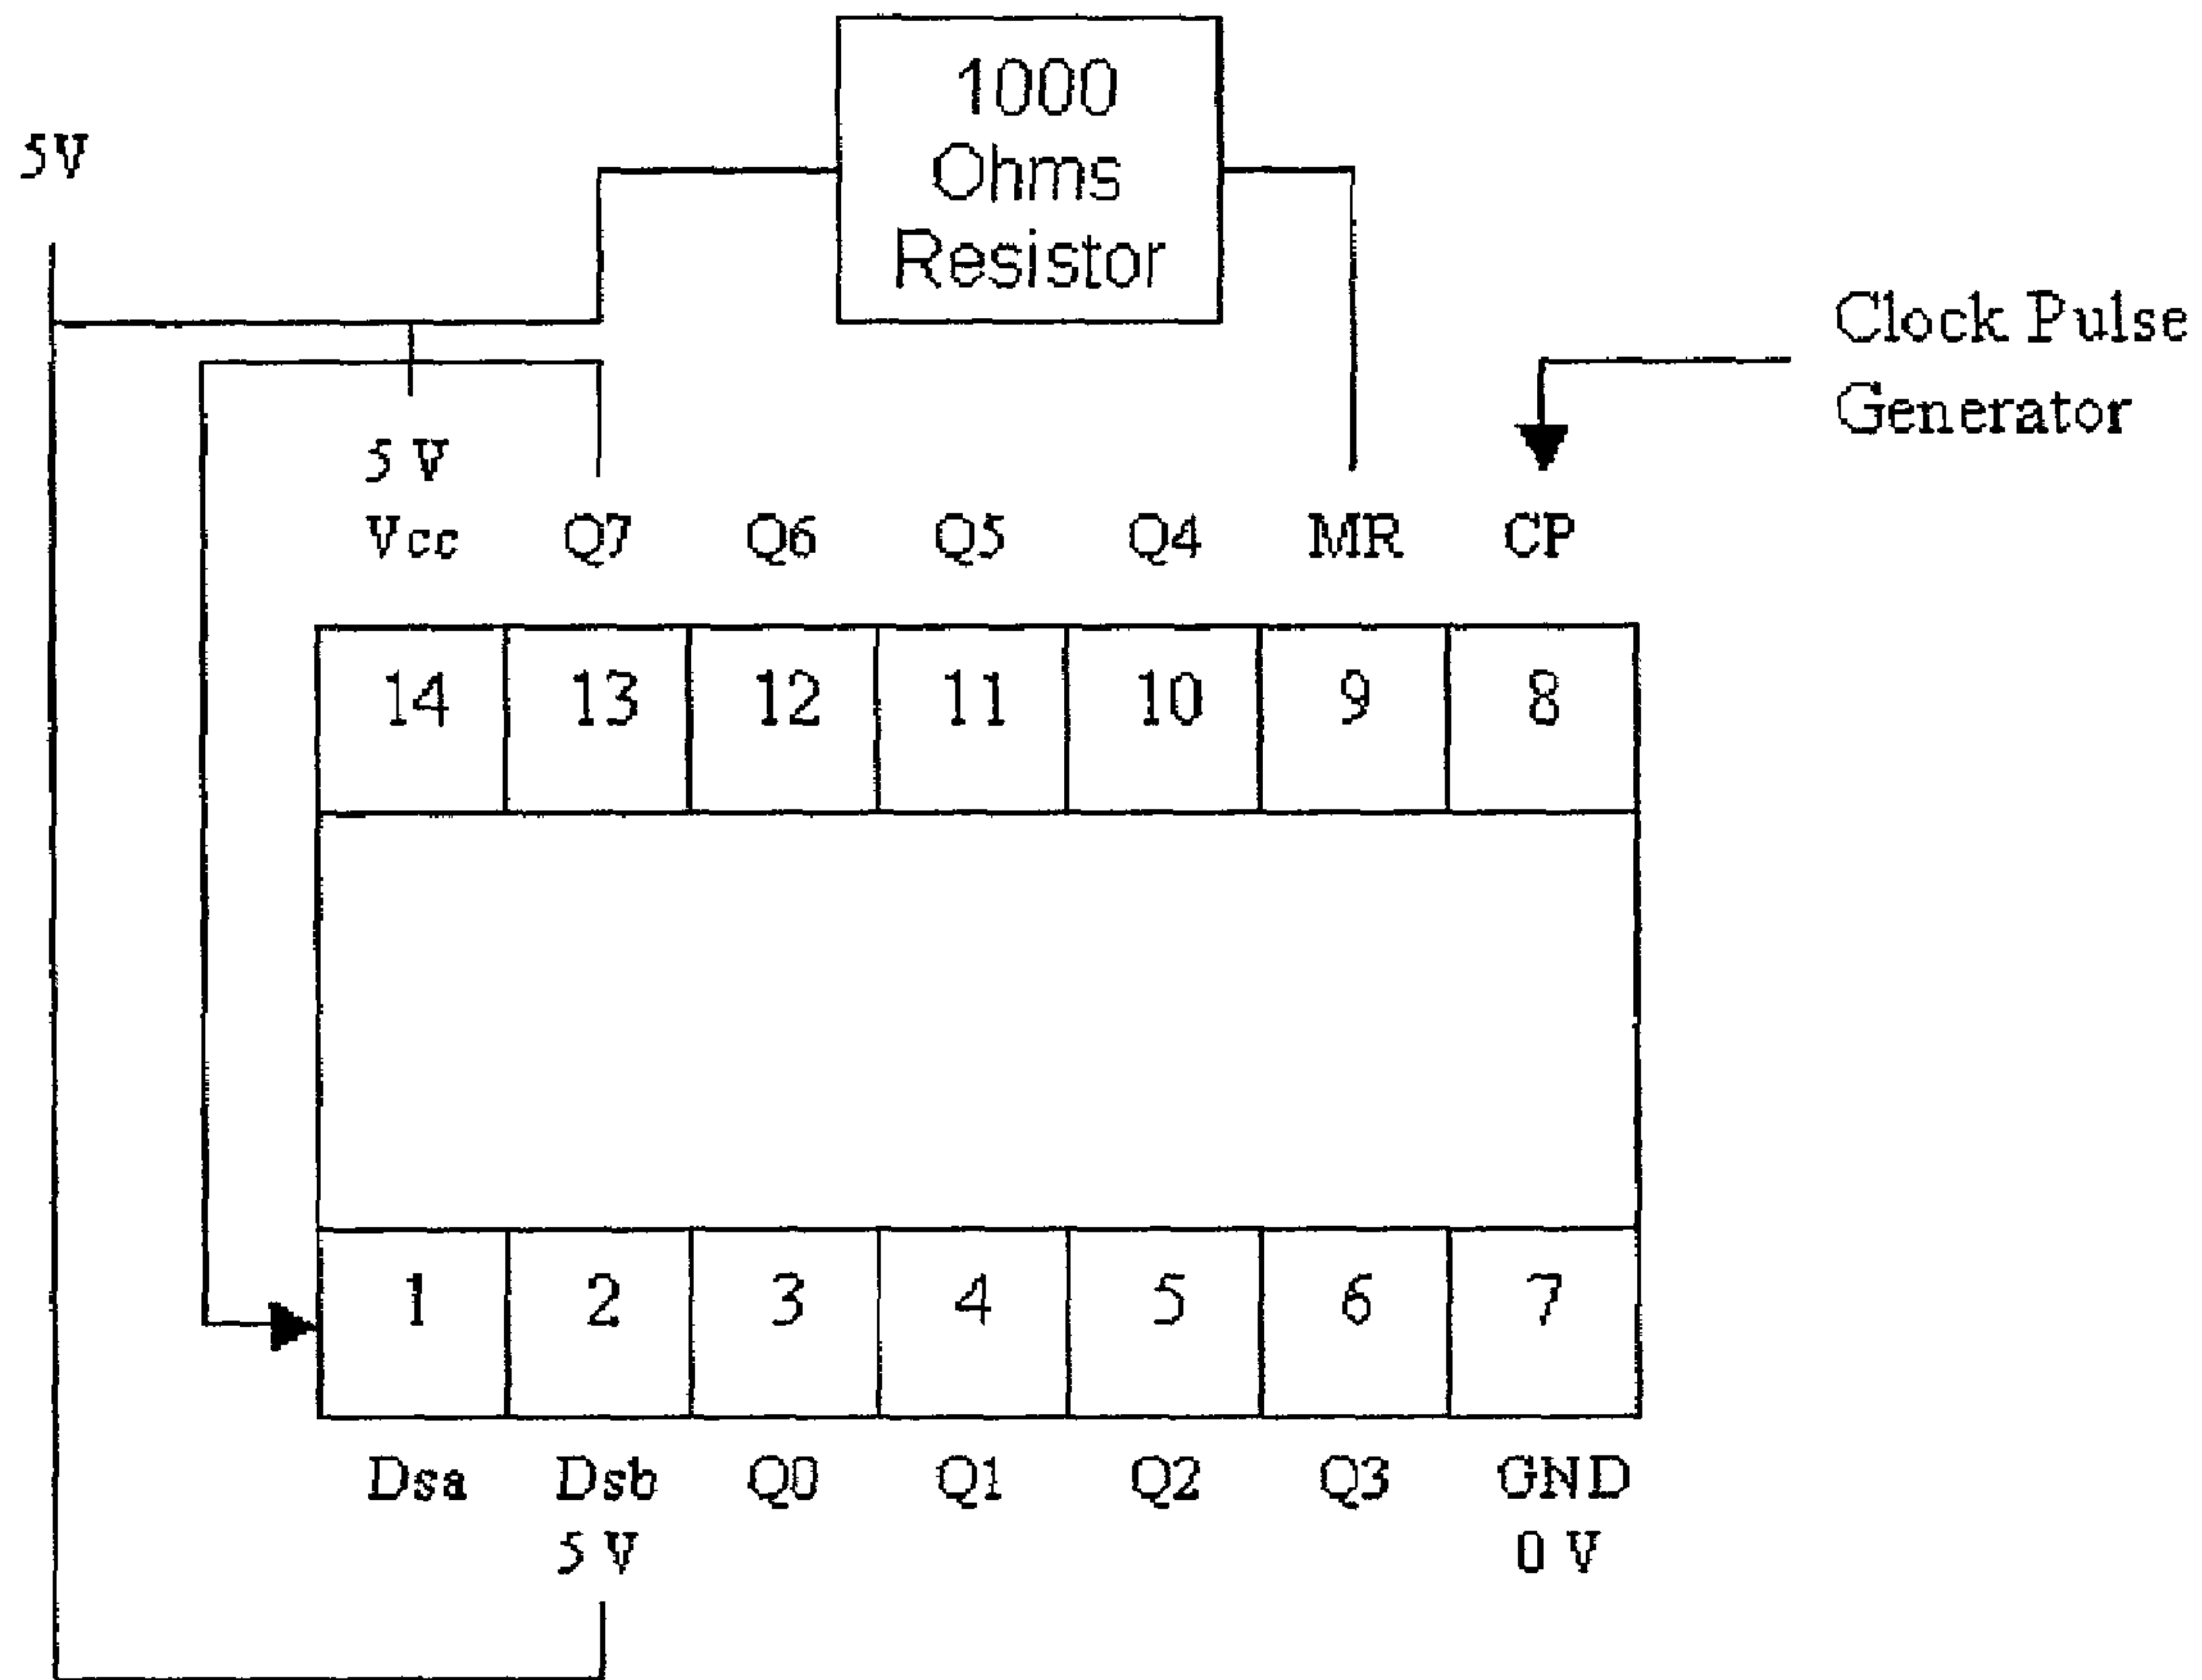 1000
Ohms
Resistor
5V
Clock Pulse
Generator
5 V
Vcc Q7 Q6 Q5 Q4 MR CP
14 13 12 11 10 9 8
1 2 3 4 5 6 7
Dsa Dsb Q0 Q1 Q2 Q3 GND
5 V 0 V